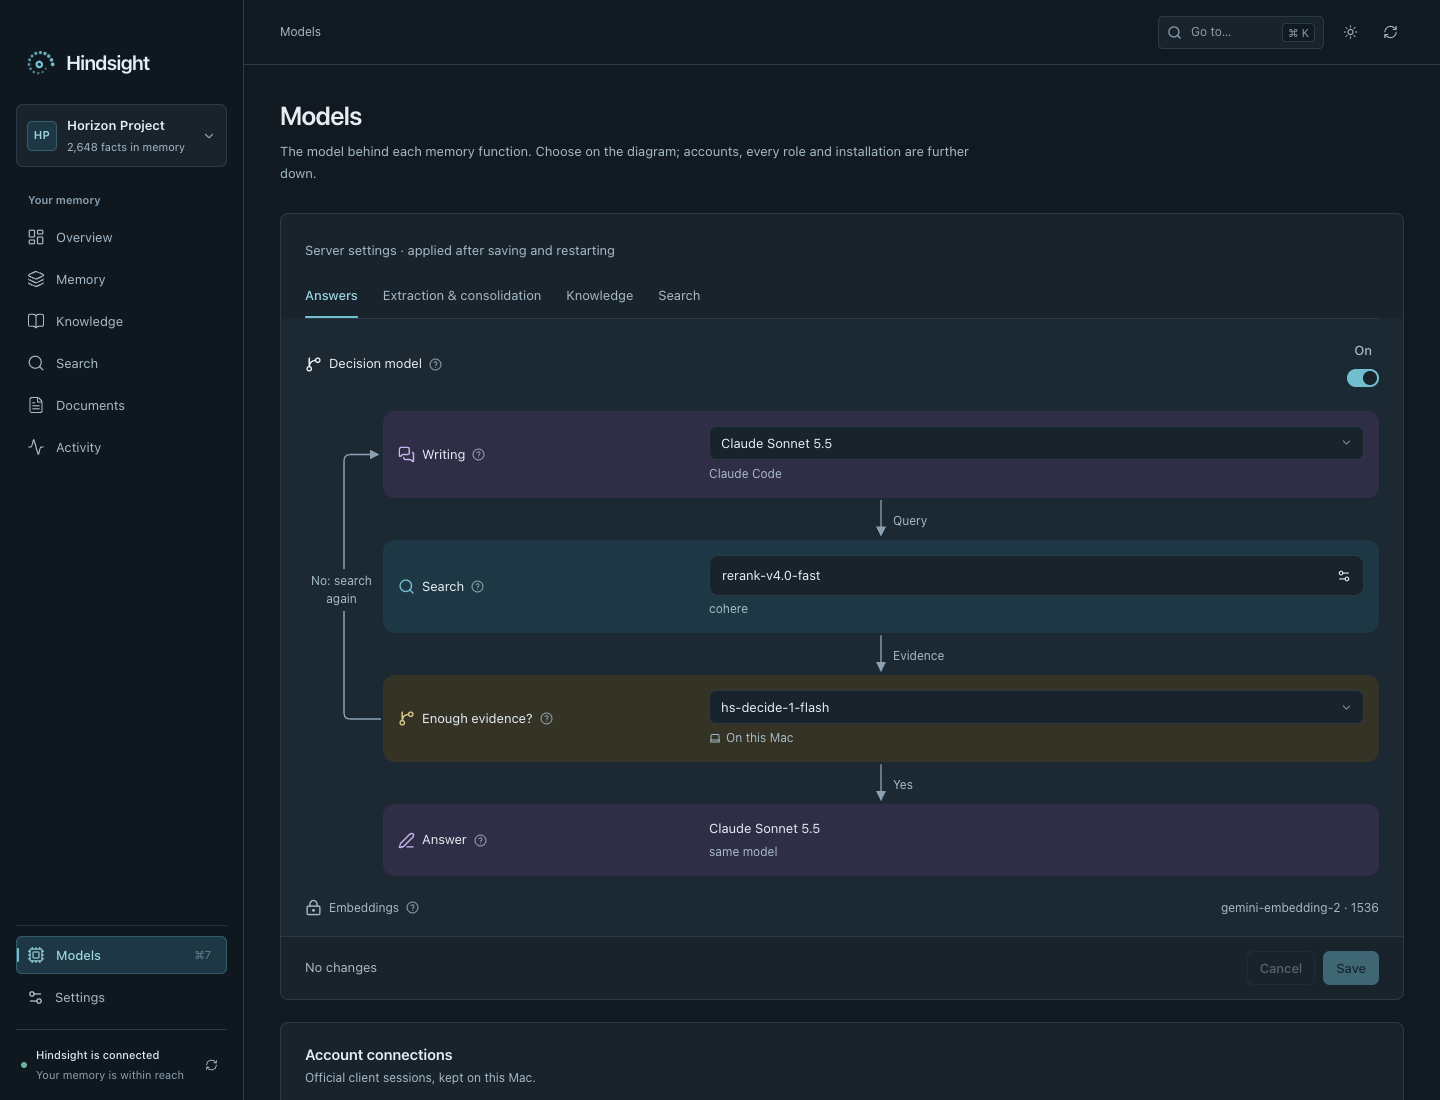 Hindsight
HP
Horizon Project
2,648 facts in memory
Your memory
Overview
Memory
Knowledge
Search
Documents
Activity
Models ⌘7
Settings
Hindsight is connected
Your memory is within reach
Models
Go to... ⌘ K
Models
The model behind each memory function. Choose on the diagram; accounts, every role and installation are further
down.
Server settings · applied after saving and restarting
Answers
Extraction & consolidation
Knowledge
Search
Decision model
On
Writing
Claude Sonnet 5.5
Claude Code
Query
Search
rerank-v4.0-fast
cohere
No: search
again
Evidence
Enough evidence?
hs-decide-1-flash
On this Mac
Yes
Answer
Claude Sonnet 5.5
same model
Embeddings
gemini-embedding-2 · 1536
No changes
Cancel
Save
Account connections
Official client sessions, kept on this Mac.